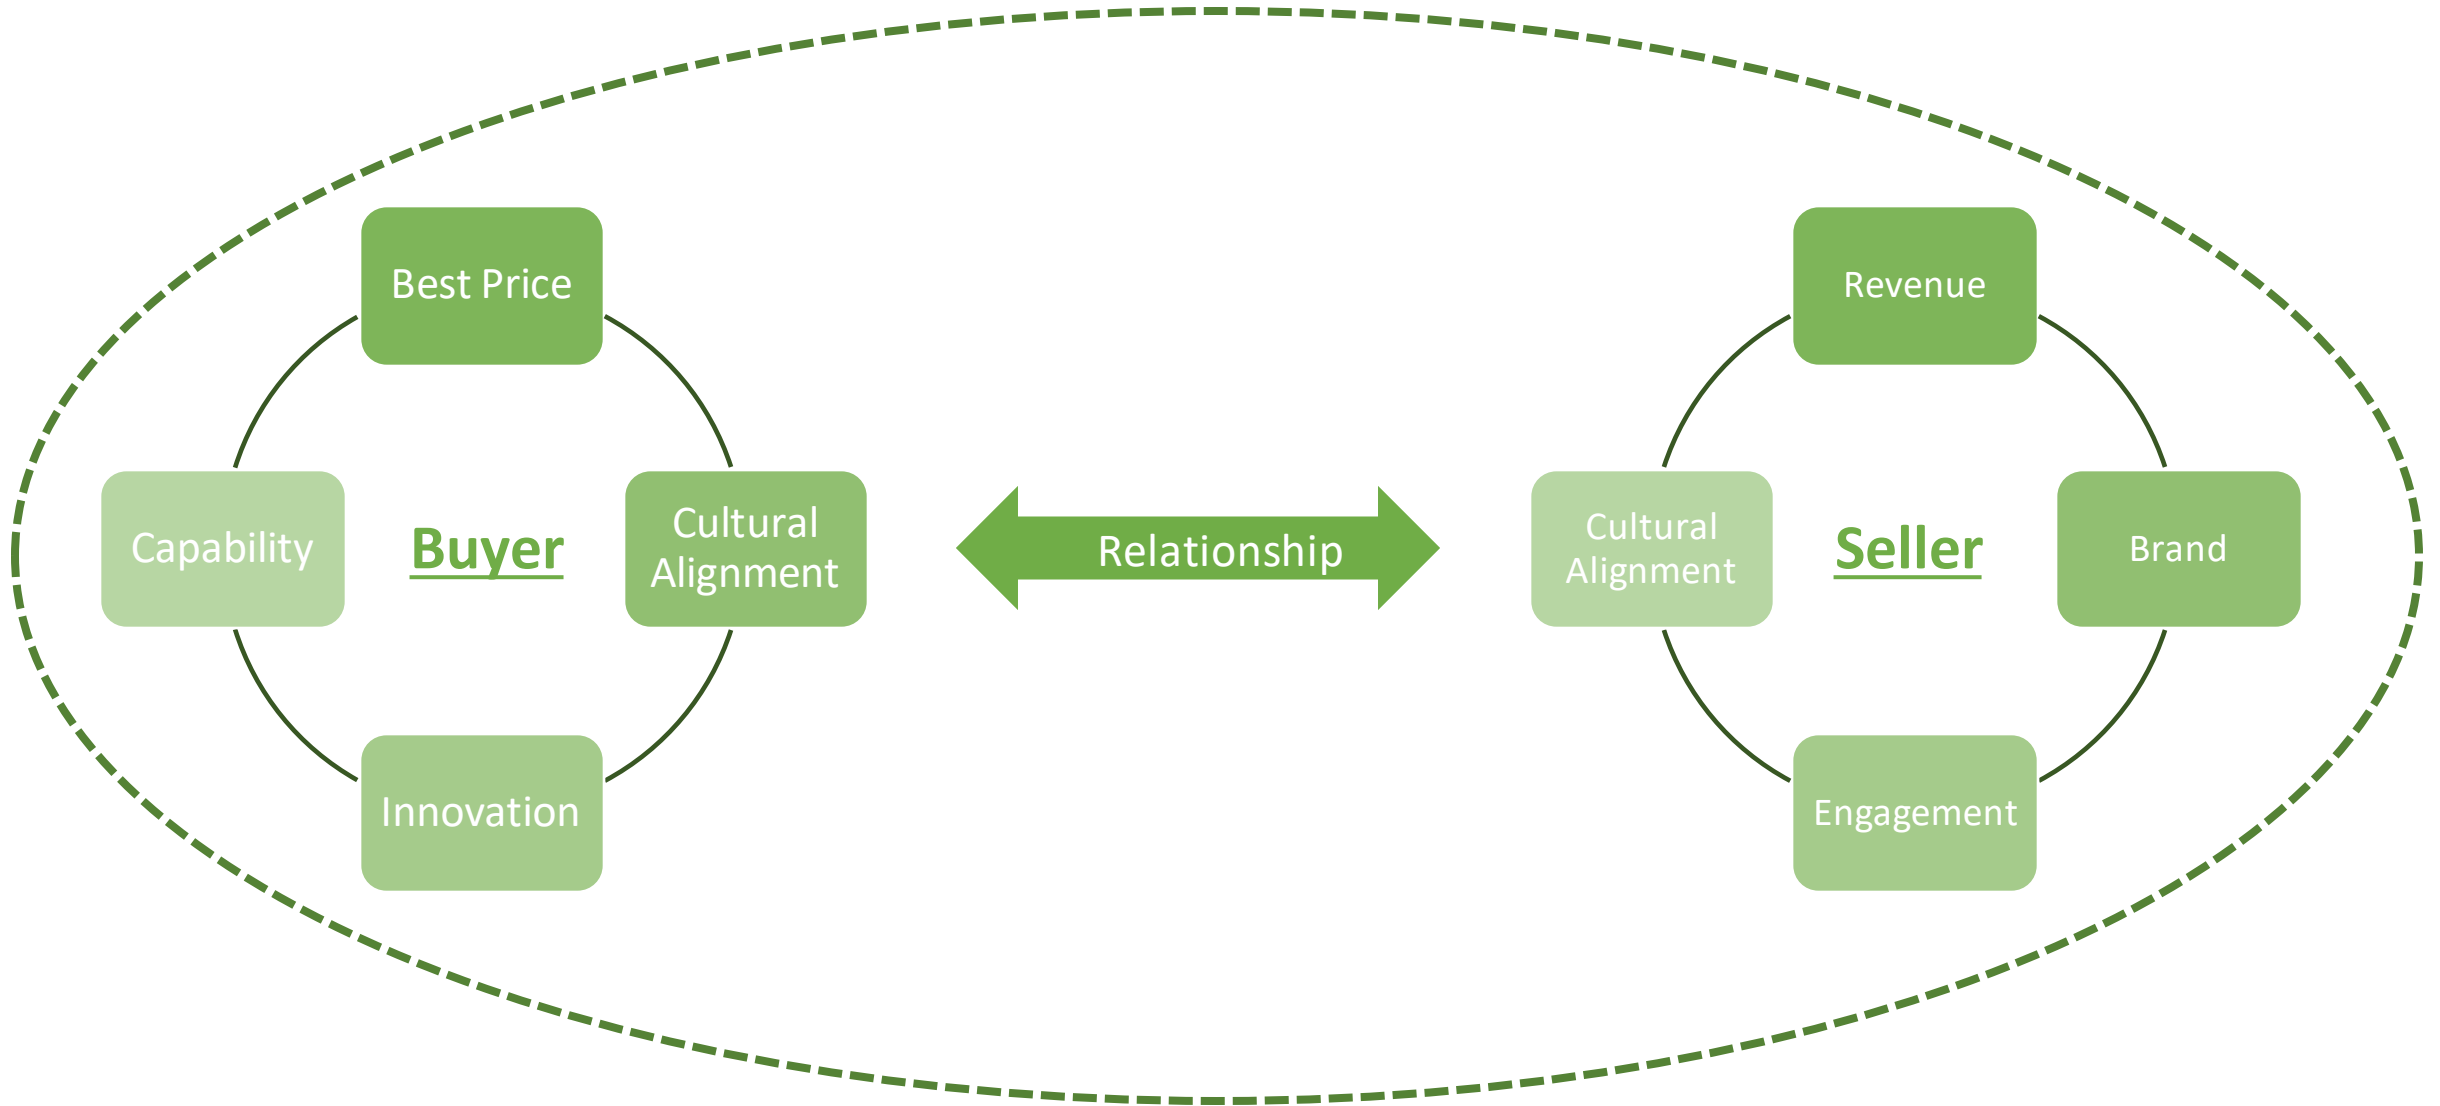 Best Price
Capability
Buyer
Cultural
Alignment
Innovation
Relationship
Revenue
Cultural
Alignment
Seller
Brand
Engagement